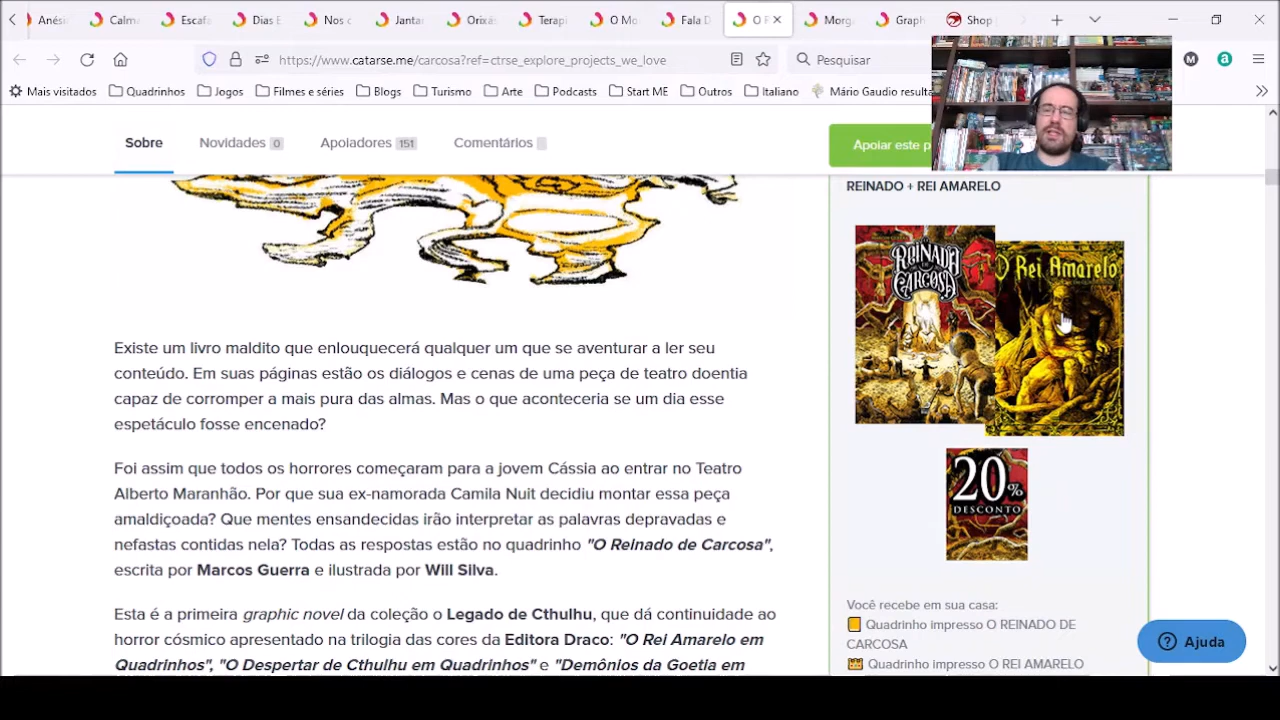 Anési
Calma
Escafa
Dias E
Nos c
Jantar
Orixás
Terapi
O Mo
Fala D
O R
Morga
Graph
Shop
https://www.catarse.me/carcosa?ref=ctrse_explore_projects_we_love
Pesquisar
M
a
Mais visitados
Quadrinhos
Jogos
Filmes e séries
Blogs
Turismo
Arte
Podcasts
Start ME
Outros
Italiano
Mário Gaudio resulta
Sobre
Novidades 0
Apoiadores 151
Comentários
Apoiar este p
REINADO + REI AMARELO
REINADO
DE
CARCOSA
O Rei Amarelo
20%
DESCONTO
Existe um livro maldito que enlouquecerá qualquer um que se aventurar a ler seu
conteúdo. Em suas páginas estão os diálogos e cenas de uma peça de teatro doentia
capaz de corromper a mais pura das almas. Mas o que aconteceria se um dia esse
espetáculo fosse encenado?
Foi assim que todos os horrores começaram para a jovem Cássia ao entrar no Teatro
Alberto Maranhão. Por que sua ex-namorada Camila Nuit decidiu montar essa peça
amaldiçoada? Que mentes ensandecidas irão interpretar as palavras depravadas e
nefastas contidas nela? Todas as respostas estão no quadrinho "O Reinado de Carcosa",
escrita por Marcos Guerra e ilustrada por Will Silva.
Esta é a primeira graphic novel da coleção o Legado de Cthulhu, que dá continuidade ao
horror cósmico apresentado na trilogia das cores da Editora Draco: "O Rei Amarelo em
Quadrinhos", "O Despertar de Cthulhu em Quadrinhos" e "Demônios da Goetia em
Você recebe em sua casa:
Quadrinho impresso O REINADO DE
CARCOSA
Quadrinho impresso O REI AMARELO
Ajuda